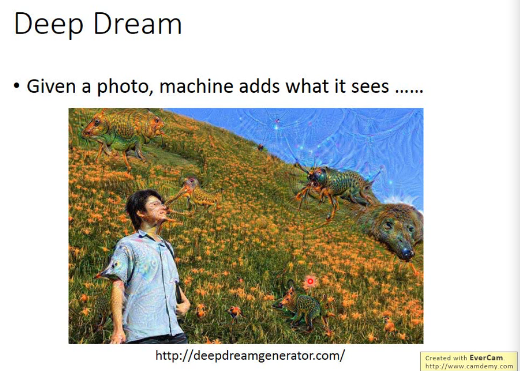 Deep Dream
• Given a photo, machine adds what it sees ......
http://deepdreamgenerator.com/
Created with EverCam
http://www.camdemy.com